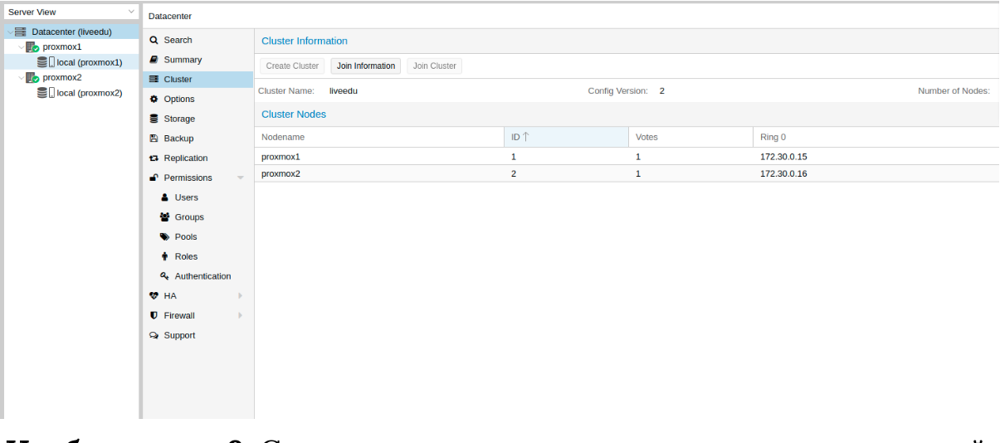 Server View
Datacenter (liveedu)
proxmox1
local (proxmox1)
proxmox2
local (proxmox2)
Datacenter
Search
Summary
Cluster
Options
Storage
Backup
Replication
Permissions
Users
Groups
Pools
Roles
Authentication
HA
Firewall
Support
Cluster Information
Create Cluster Join Information Join Cluster
Cluster Name: liveedu Config Version: 2 Number of Nodes:
Cluster Nodes
Nodename ID Votes Ring 0
proxmox1 1 1 172.30.0.15
proxmox2 2 1 172.30.0.16